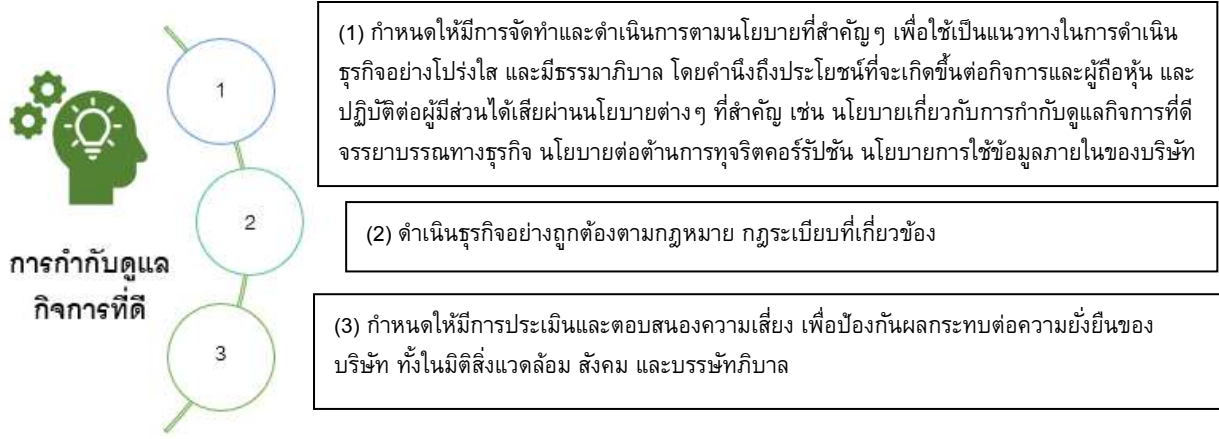 (1) กำหนดให้มีการจัดทำและดำเนินการตามนโยบายที่สำคัญๆ เพื่อใช้เป็นแนวทางในการดำเนิน
ธุรกิจอย่างโปร่งใส และมีธรรมาภิบาล โดยคำนึงถึงประโยชน์ที่จะเกิดขึ้นต่อกิจการและผู้ถือหุ้น และ
ปฏิบัติต่อผู้มีส่วนได้เสียผ่านนโยบายต่างๆ ที่สำคัญ เช่น นโยบายเกี่ยวกับการกำกับดูแลกิจการที่ดี
จรรยาบรรณทางธุรกิจ นโยบายต่อต้านการทุจริตคอร์รัปชัน นโยบายการใช้ข้อมูลภายในของบริษัท
1
2
(2) ดำเนินธุรกิจอย่างถูกต้องตามกฎหมาย กฎระเบียบที่เกี่ยวข้อง
การกำกับดูแล
กิจการที่ดี
3
(3) กำหนดให้มีการประเมินและตอบสนองความเสี่ยง เพื่อป้องกันผลกระทบต่อความยั่งยืนของ
บริษัท ทั้งในมิติสิ่งแวดล้อม สังคม และบรรษัทภิบาล